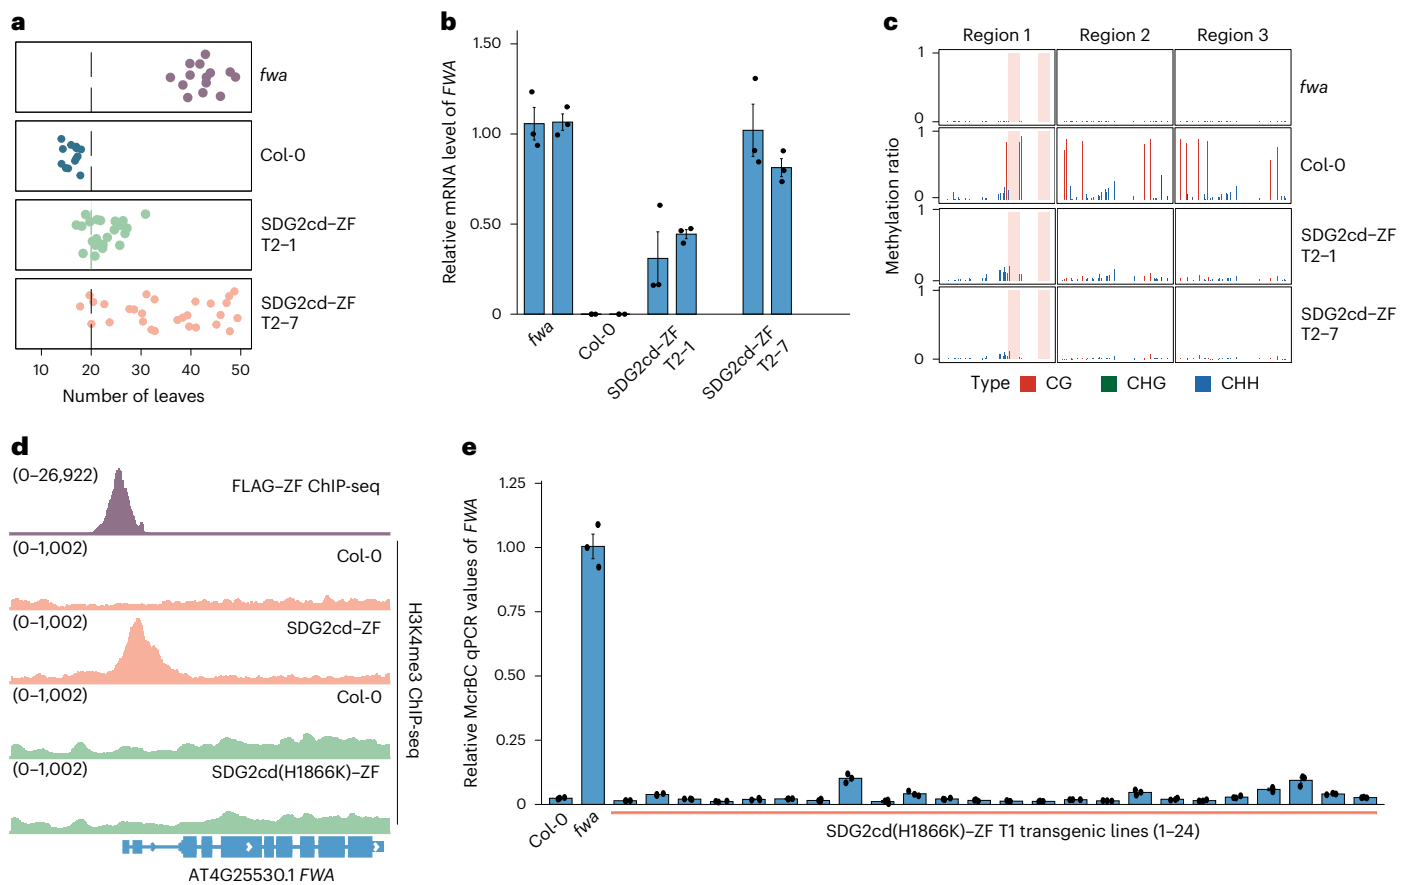 a
fwa
Col-0
SDG2cd–ZF
T2–1
SDG2cd–ZF
T2–7
10 20 30 40 50
Number of leaves
b
Relative mRNA level of FWA
1.50
1.00
0.50
0
fwa
Col-0
SDG2cd–ZF
T2–1
SDG2cd–ZF
T2–7
c
Region 1 Region 2 Region 3
Methylation ratio
1
0
fwa
1
0
Col-0
1
0
SDG2cd–ZF
T2–1
1
0
SDG2cd–ZF
T2–7
Type CG CHG CHH
d
(0–26,922)
FLAG–ZF ChIP-seq
(0–1,002)
Col-0
(0–1,002)
SDG2cd–ZF
(0–1,002)
Col-0
(0–1,002)
SDG2cd(H1866K)–ZF
H3K4me3 ChIP-seq
AT4G25530.1 FWA
e
Relative McrBC qPCR values of FWA
1.25
1.00
0.75
0.50
0.25
0
Col-0
fwa
SDG2cd(H1866K)–ZF T1 transgenic lines (1–24)